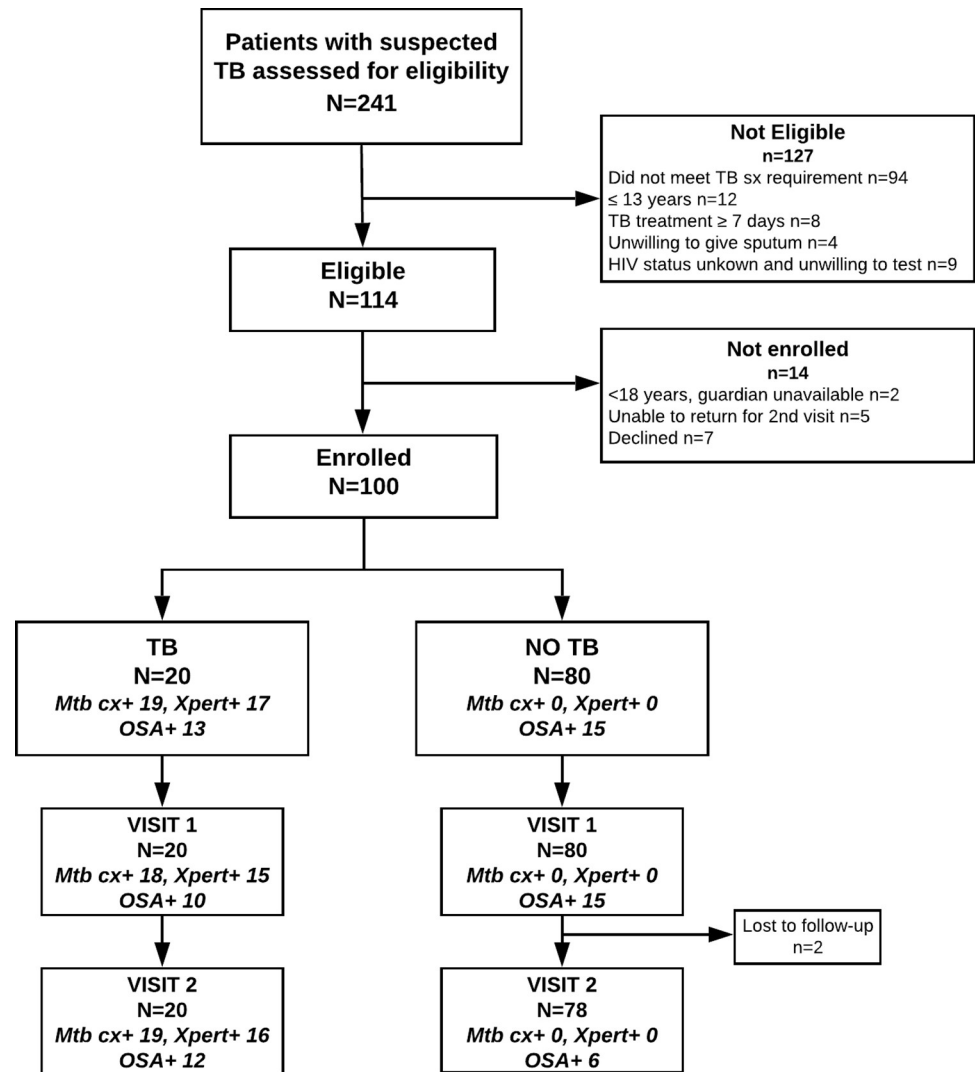 Patients with suspected
TB assessed for eligibility
N=241
Not Eligible
n=127
Did not meet TB sx requirement n=94
≤ 13 years n=12
TB treatment ≥ 7 days n=8
Unwilling to give sputum n=4
HIV status unkown and unwilling to test n=9
Eligible
N=114
Not enrolled
n=14
<18 years, guardian unavailable n=2
Unable to return for 2nd visit n=5
Declined n=7
Enrolled
N=100
TB
N=20
Mtb cx+ 19, Xpert+ 17
OSA+ 13
NO TB
N=80
Mtb cx+ 0, Xpert+ 0
OSA+ 15
VISIT 1
N=20
Mtb cx+ 18, Xpert+ 15
OSA+ 10
VISIT 1
N=80
Mtb cx+ 0, Xpert+ 0
OSA+ 15
Lost to follow-up
n=2
VISIT 2
N=20
Mtb cx+ 19, Xpert+ 16
OSA+ 12
VISIT 2
N=78
Mtb cx+ 0, Xpert+ 0
OSA+ 6